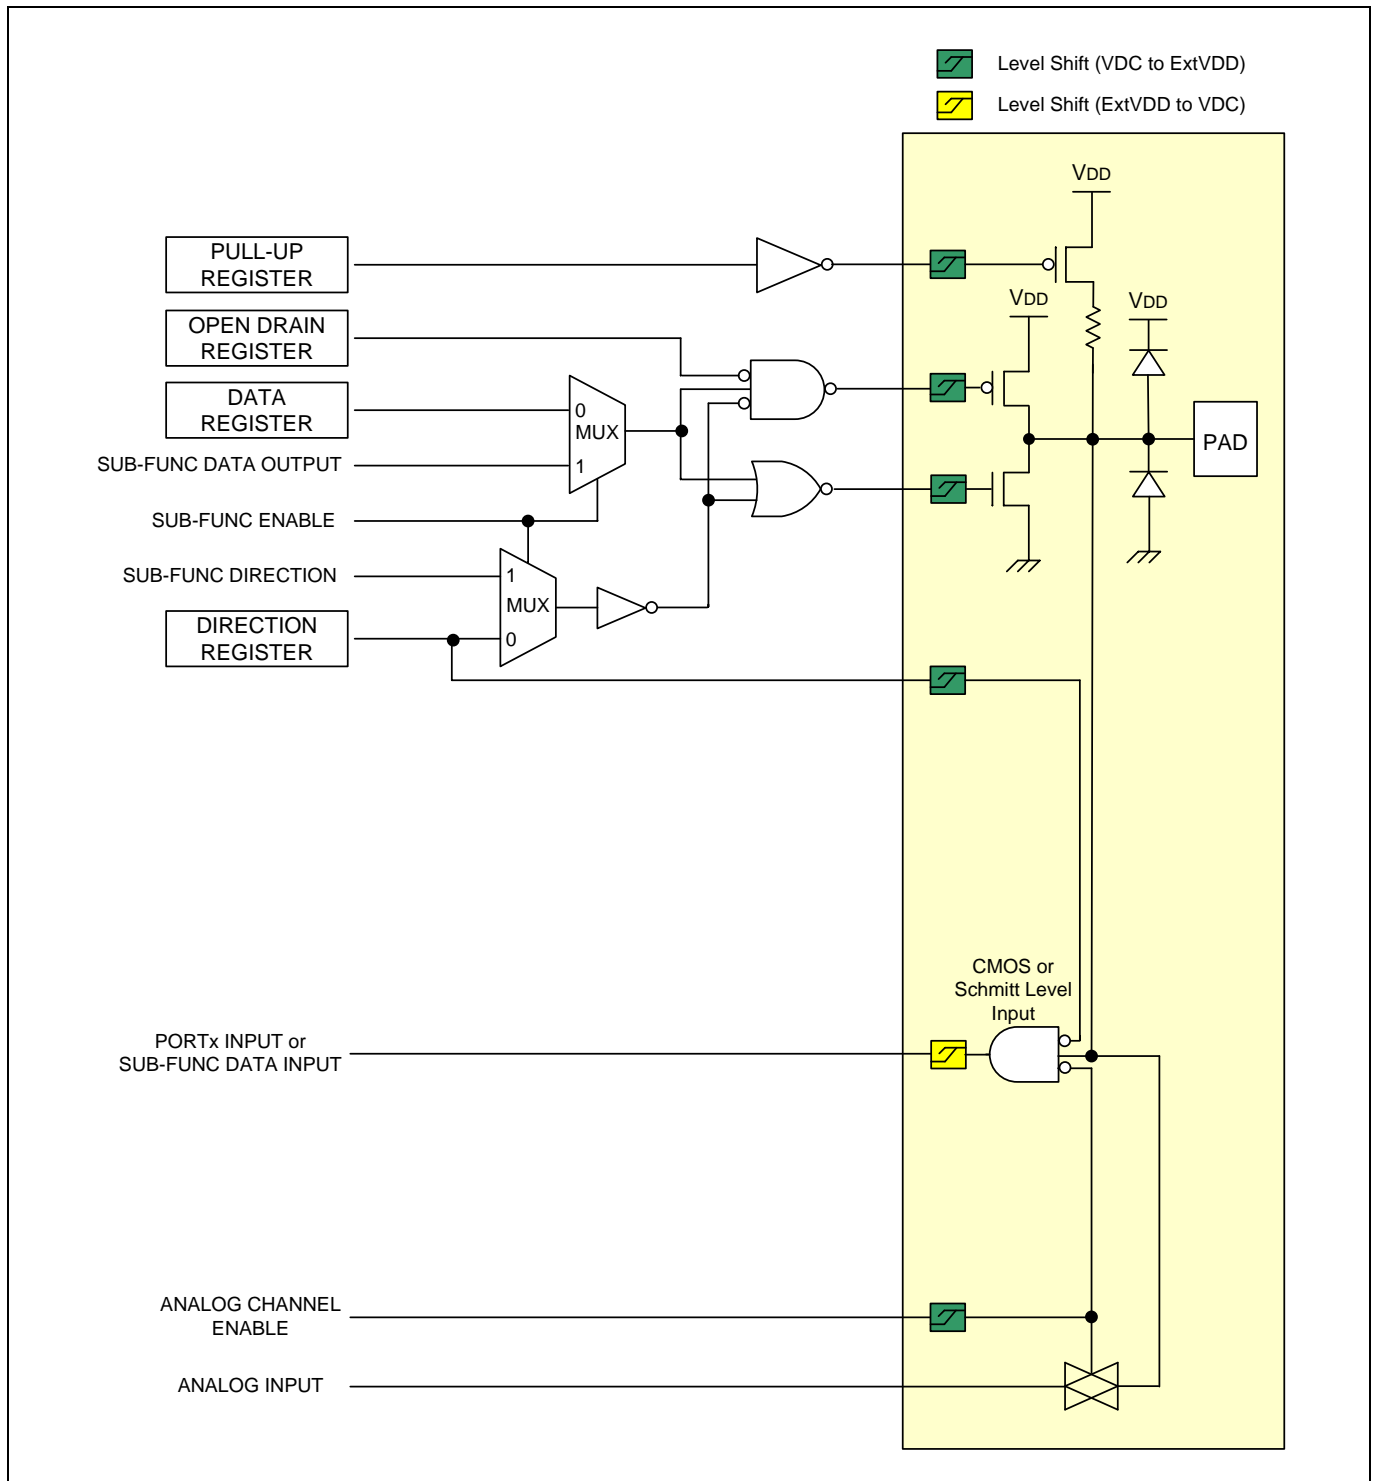 Level Shift (VDC to ExtVDD)
Level Shift (ExtVDD to VDC)
VDD
PULL-UP
REGISTER
VDD
VDD
OPEN DRAIN
REGISTER
DATA
REGISTER
0
MUX
1
PAD
SUB-FUNC DATA OUTPUT
SUB-FUNC ENABLE
SUB-FUNC DIRECTION
1
MUX
0
DIRECTION
REGISTER
CMOS or
Schmitt Level
Input
PORTx INPUT or
SUB-FUNC DATA INPUT
ANALOG CHANNEL
ENABLE
ANALOG INPUT